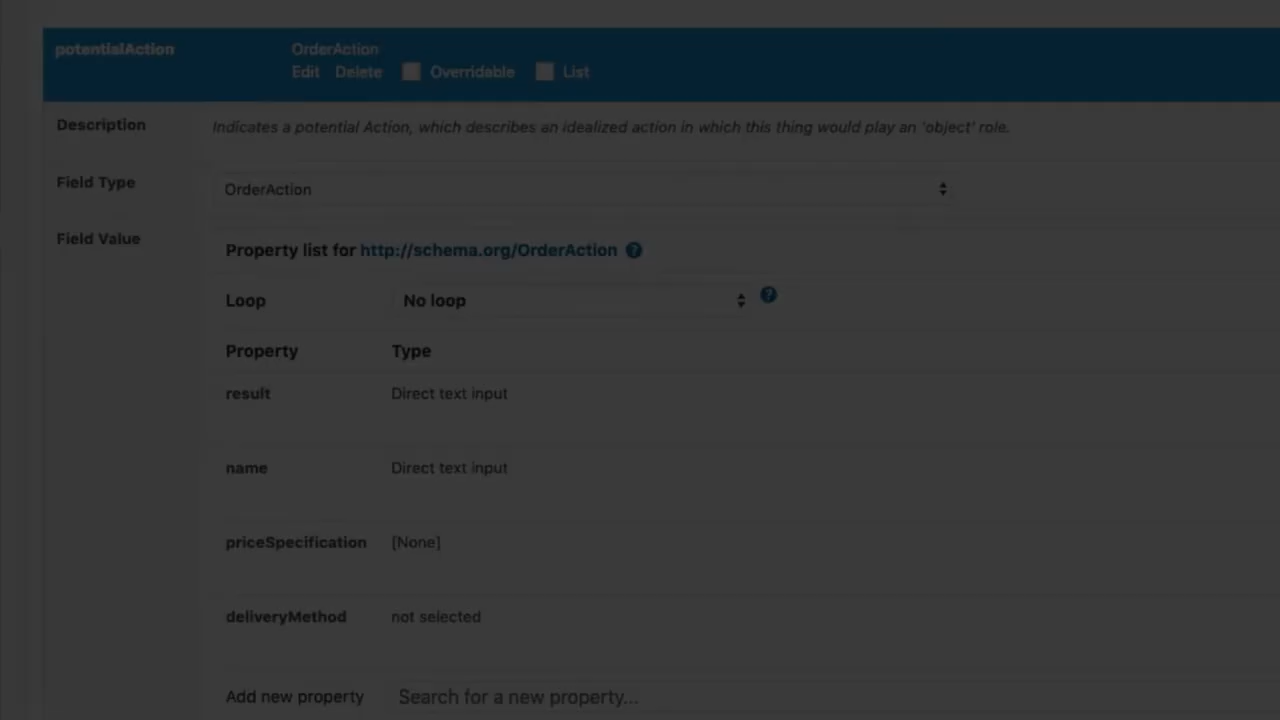 potentialAction OrderAction
Edit Delete Overridable List
Description Indicates a potential Action, which describes an idealized action in which this thing would play an 'object' role.
Field Type OrderAction
Field Value Property list for http://schema.org/OrderAction ?
Loop No loop ?
Property Type
result Direct text input
name Direct text input
priceSpecification [None]
deliveryMethod not selected
Add new property Search for a new property...